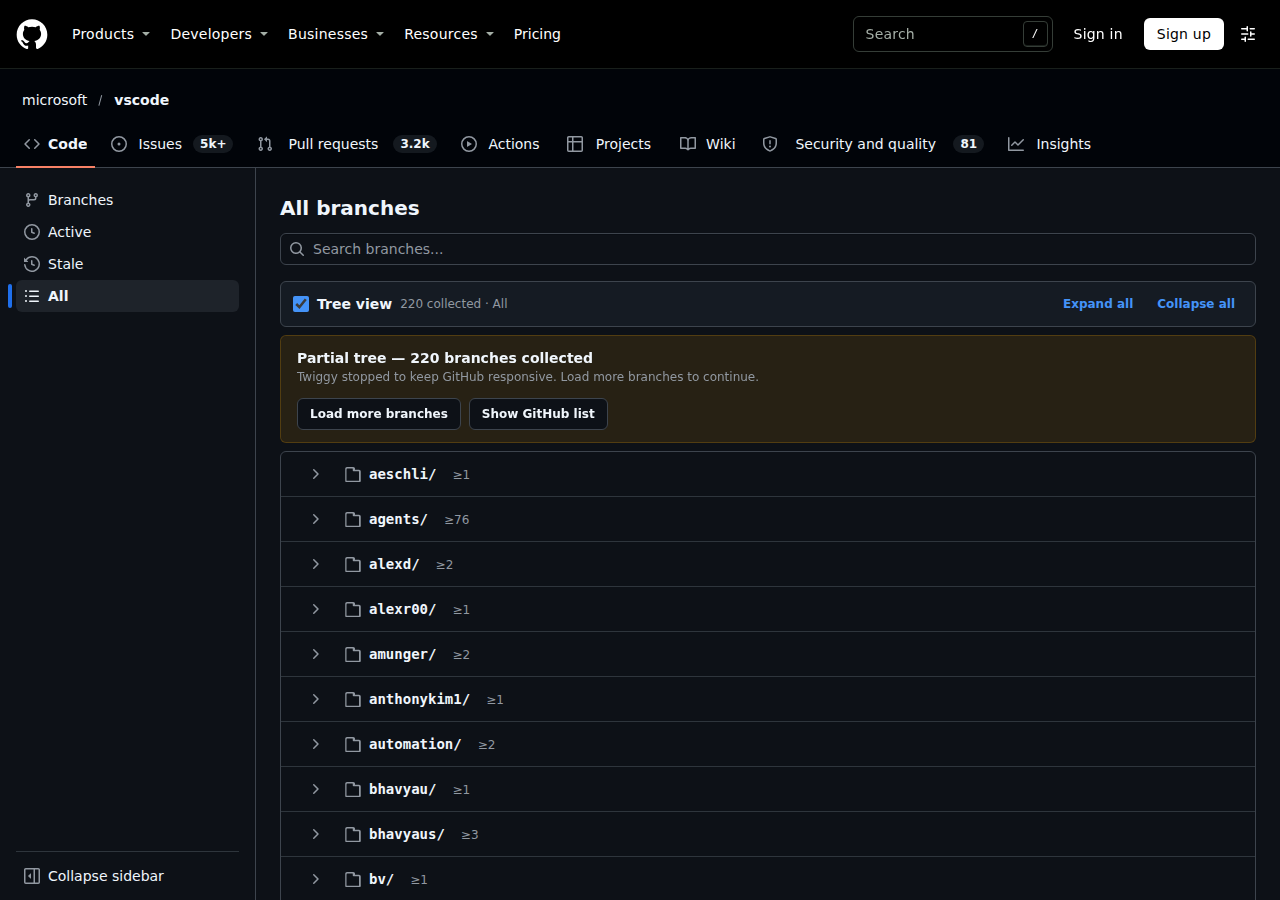 Products Developers Businesses Resources Pricing Search / Sign in Sign up
microsoft / vscode
Code Issues 5k+ Pull requests 3.2k Actions Projects Wiki Security and quality 81 Insights
Branches
Active
Stale
All
All branches
Search branches...
Tree view 220 collected · All Expand all Collapse all
Partial tree — 220 branches collected
Twiggy stopped to keep GitHub responsive. Load more branches to continue.
Load more branches Show GitHub list
aeschli/ ≥1
agents/ ≥76
alexd/ ≥2
alexr00/ ≥1
amunger/ ≥2
anthonykim1/ ≥1
automation/ ≥2
bhavyau/ ≥1
bhavyaus/ ≥3
bv/ ≥1
Collapse sidebar